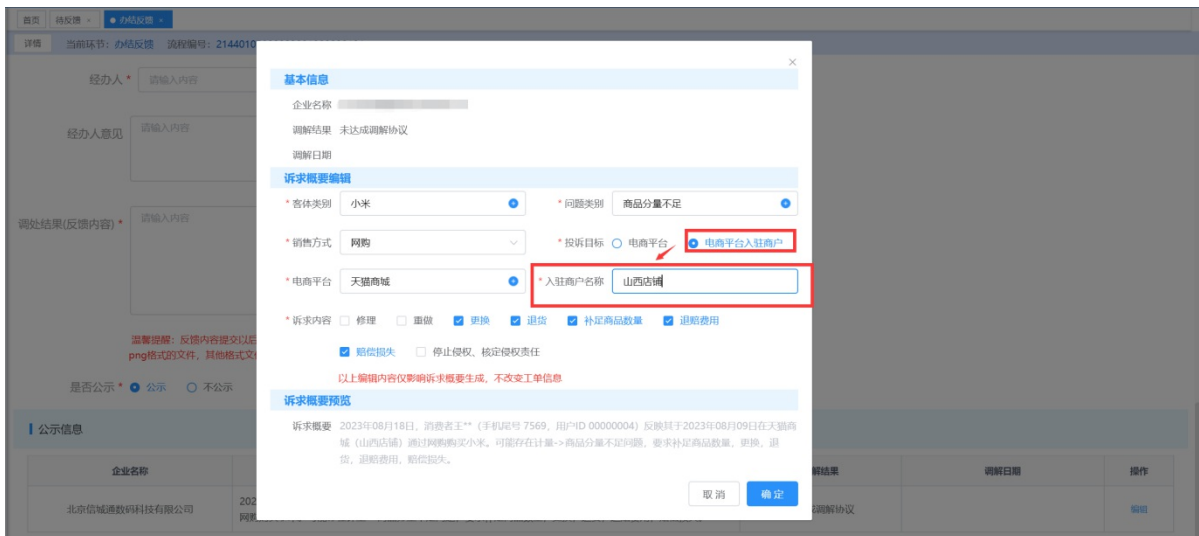 首页 待反馈 × ● 办结反馈 ×
详情 当前环节：办结反馈 流程编号：2144010
经办人 * 请输入内容
经办人意见 请输入内容
调处结果(反馈内容) * 请输入内容
温馨提醒：反馈内容提交以后
png格式的文件，其他格式文件
是否公示 * 公示 不公示
公示信息
企业名称 解结果 调解日期 操作
北京信城通数码科技有限公司 202 成调解协议 编辑
网购
×
基本信息
企业名称
调解结果 未达成调解协议
调解日期
诉求概要编辑
* 客体类别 小米 * 问题类别 商品分量不足
* 销售方式 网购 * 投诉目标 电商平台 电商平台入驻商户
* 电商平台 天猫商城 * 入驻商户名称 山西店铺
* 诉求内容 修理 重做 更换 退货 补足商品数量 退赔费用
赔偿损失 停止侵权、核定侵权责任
以上编辑内容仅影响诉求概要生成，不改变工单信息
诉求概要预览
诉求概要 2023年08月18日，消费者王**（手机尾号 7569，用户ID 00000004）反映其于2023年08月09日在天猫商
城（山西店铺）通过网购购买小米。可能存在计量->商品分量不足问题，要求补足商品数量，更换，退
货，退赔费用，赔偿损失。
取消 确定